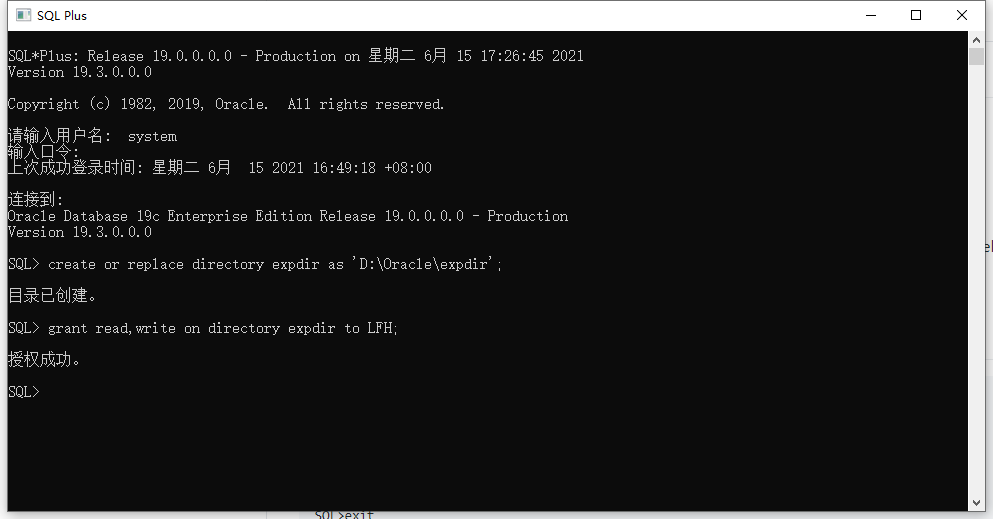 SQL Plus
SQL*Plus: Release 19.0.0.0.0 - Production on 星期二 6月 15 17:26:45 2021
Version 19.3.0.0.0
Copyright (c) 1982, 2019, Oracle.  All rights reserved.
请输入用户名:  system
输入口令:
上次成功登录时间: 星期二 6月  15 2021 16:49:18 +08:00
连接到:
Oracle Database 19c Enterprise Edition Release 19.0.0.0.0 - Production
Version 19.3.0.0.0
SQL> create or replace directory expdir as 'D:\Oracle\expdir';
目录已创建。
SQL> grant read,write on directory expdir to LFH;
授权成功。
SQL>
SQL>exit